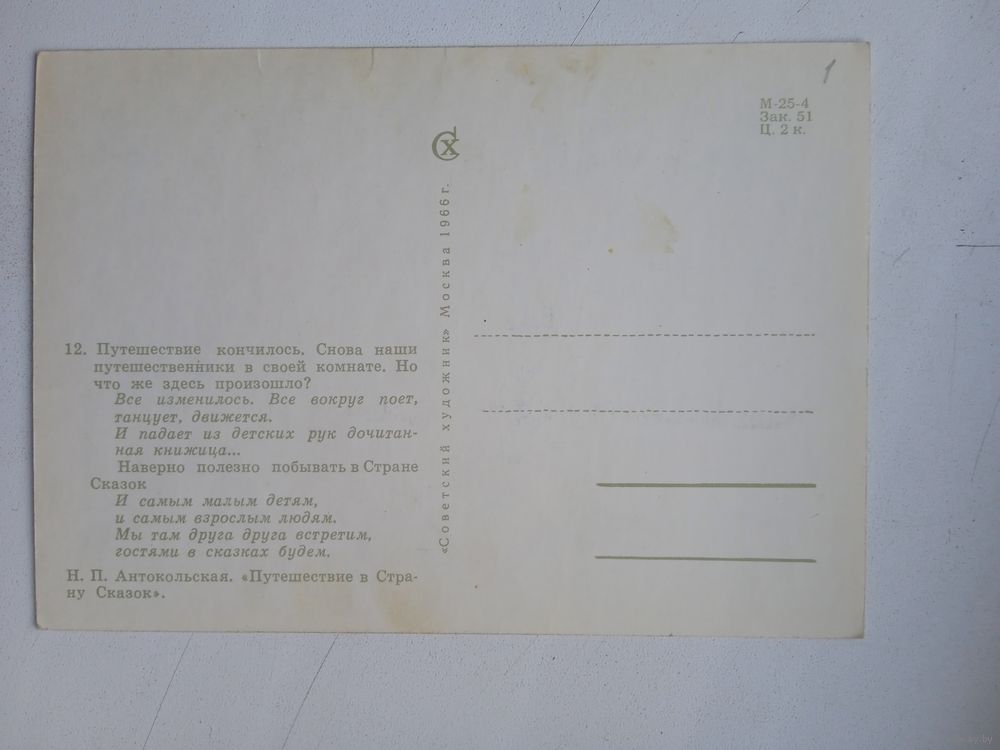 1
М-25-4
Зак. 51
Ц. 2 к.
СХ
«Советский художник» Москва 1966 г.
12. Путешествие кончилось. Снова наши
путешественники в своей комнате. Но
что же здесь произошло?
Все изменилось. Все вокруг поет,
танцует, движется.
И падает из детских рук дочитан-
ная книжица...
Наверно полезно побывать в Стране
Сказок
И самым малым детям,
и самым взрослым людям.
Мы там друга друга встретим,
гостями в сказках будем.
Н. П. Антокольская. «Путешествие в Стра-
ну Сказок».